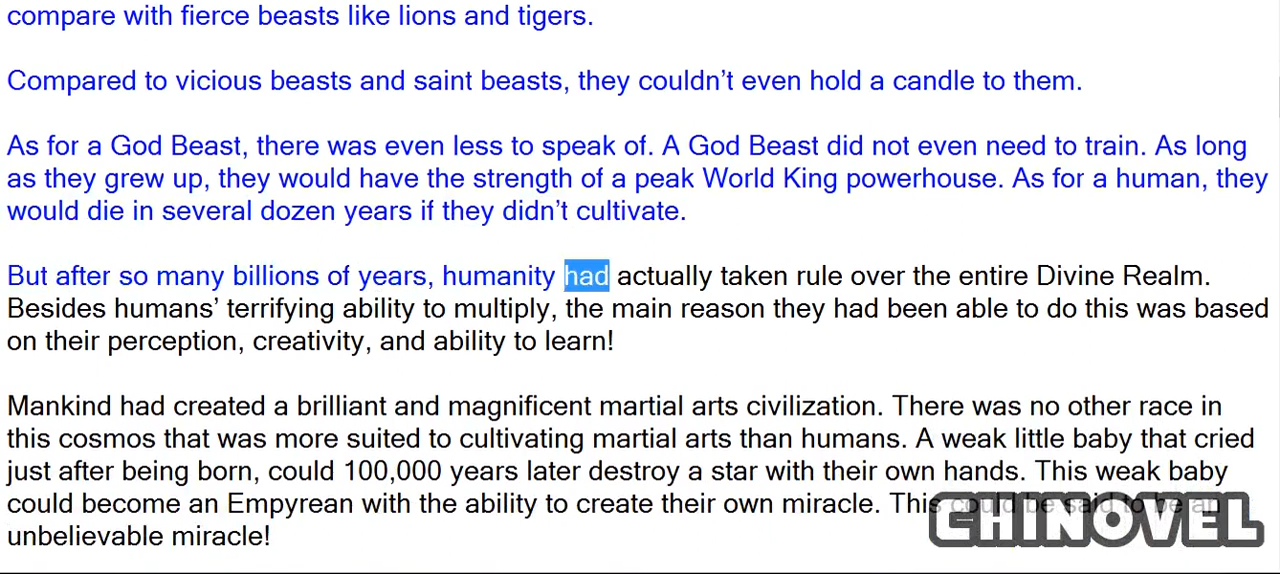 compare with fierce beasts like lions and tigers.
Compared to vicious beasts and saint beasts, they couldn’t even hold a candle to them.
As for a God Beast, there was even less to speak of. A God Beast did not even need to train. As long
as they grew up, they would have the strength of a peak World King powerhouse. As for a human, they
would die in several dozen years if they didn’t cultivate.
But after so many billions of years, humanity had actually taken rule over the entire Divine Realm.
Besides humans’ terrifying ability to multiply, the main reason they had been able to do this was based
on their perception, creativity, and ability to learn!
Mankind had created a brilliant and magnificent martial arts civilization. There was no other race in
this cosmos that was more suited to cultivating martial arts than humans. A weak little baby that cried
just after being born, could 100,000 years later destroy a star with their own hands. This weak baby
could become an Empyrean with the ability to create their own miracle. This could be said to be an
unbelievable miracle!
CHINOVEL